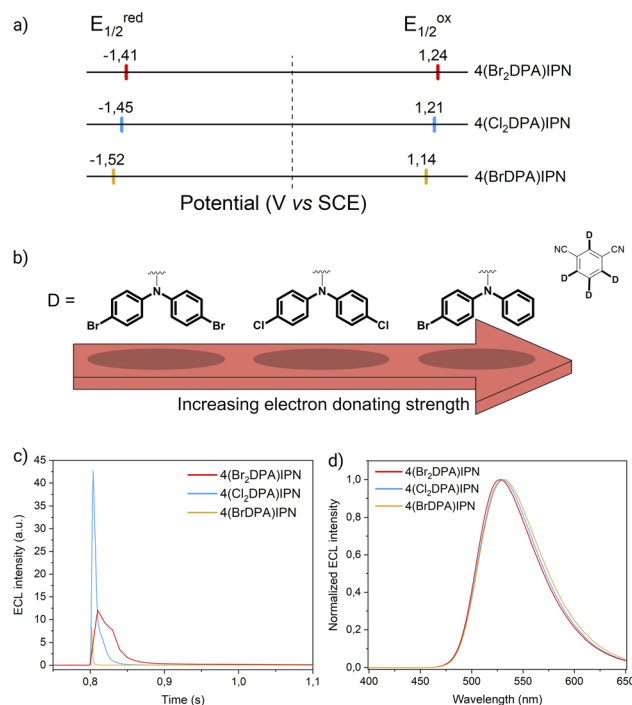 a)
E₁/₂ʳᵉᵈ E₁/₂ᵒˣ
-1,41 1,24 4(Br₂DPA)IPN
-1,45 1,21 4(Cl₂DPA)IPN
-1,52 1,14 4(BrDPA)IPN
Potential (V vs SCE)
b)
D =
N N N
Br Br Cl Cl Br
CN D CN
D D
D
Increasing electron donating strength
c)
ECL intensity (a.u.)
45
40
35
30
25
20
15
10
5
0
0,8 0,9 1,0 1,1
Time (s)
4(Br₂DPA)IPN
4(Cl₂DPA)IPN
4(BrDPA)IPN
d)
Normalized ECL intensity
1,0
0,8
0,6
0,4
0,2
0,0
400 450 500 550 600 650
Wavelength (nm)
4(Br₂DPA)IPN
4(Cl₂DPA)IPN
4(BrDPA)IPN